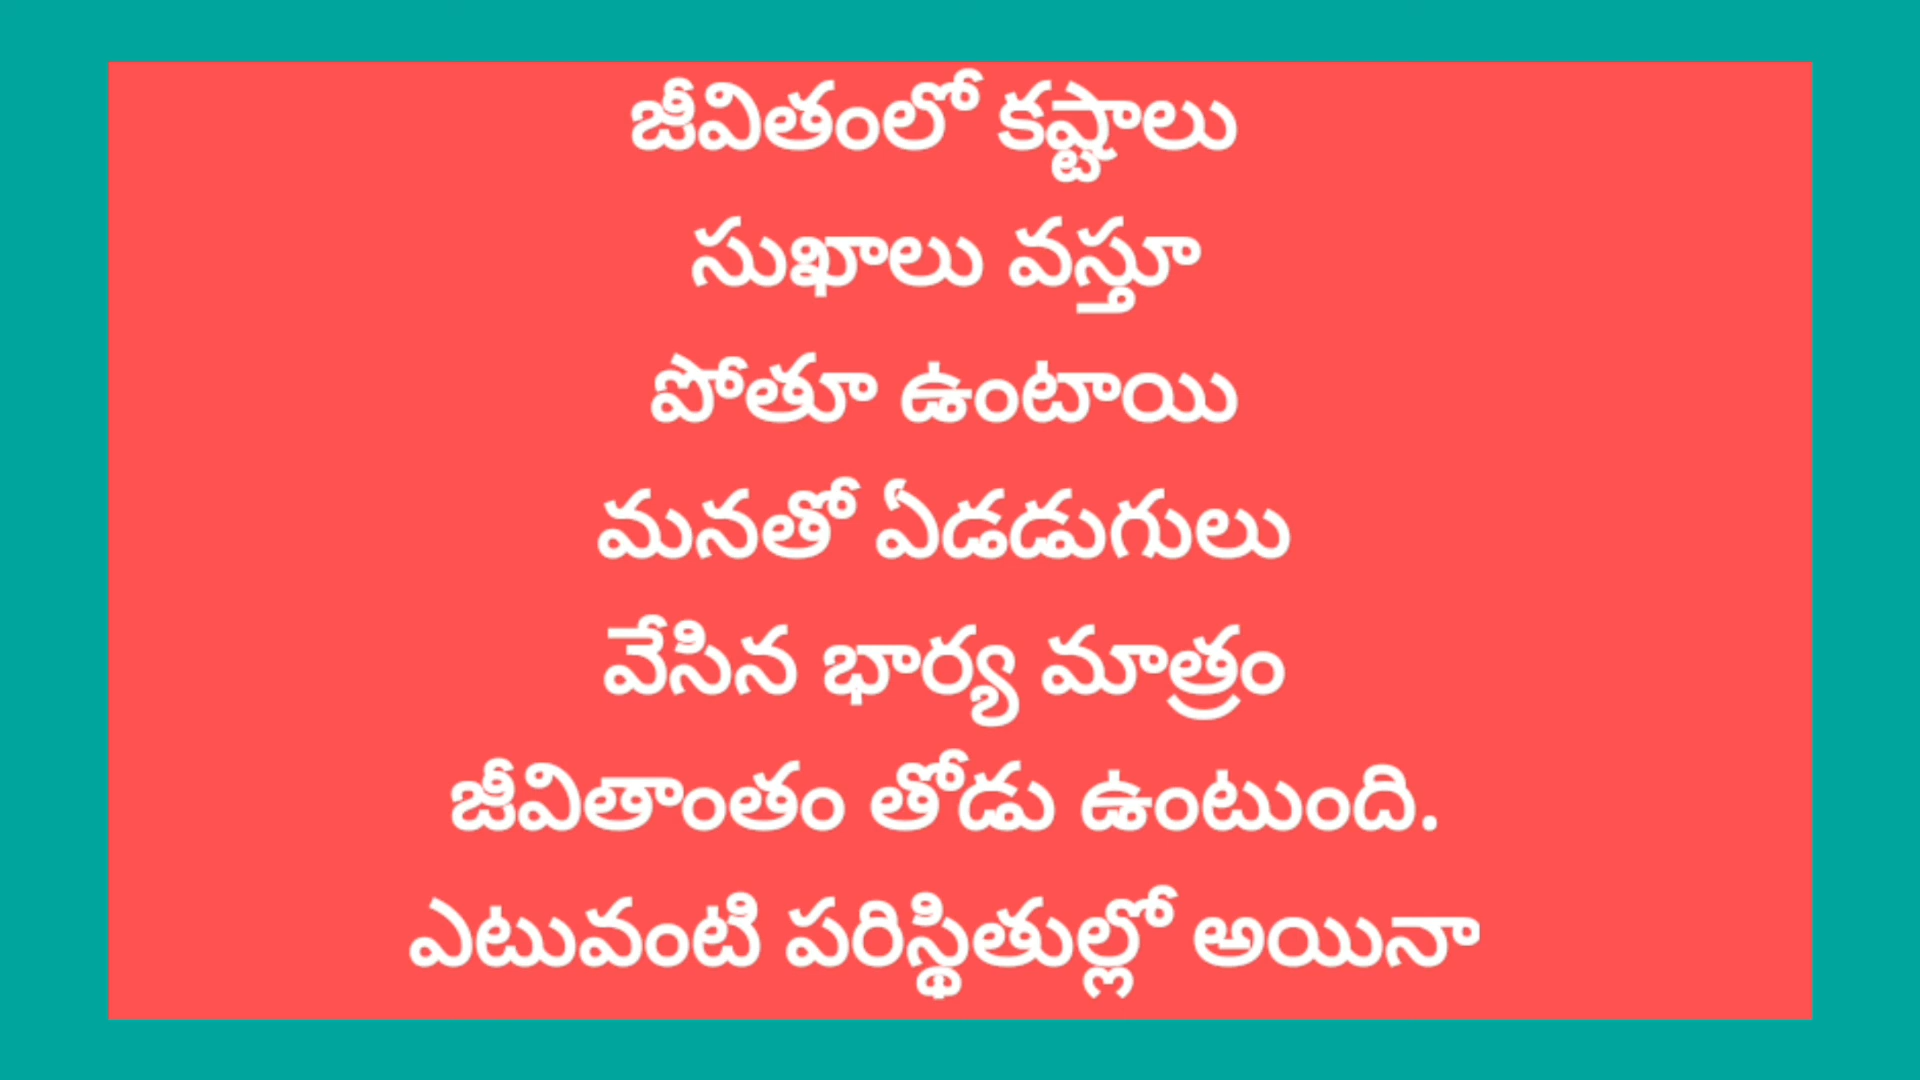 జీవితంలో కష్టాలు
సుఖాలు వస్తూ
పోతూ ఉంటాయి
మనతో ఏడడుగులు
వేసిన భార్య మాత్రం
జీవితాంతం తోడు ఉంటుంది.
ఎటువంటి పరిస్థితుల్లో అయినా